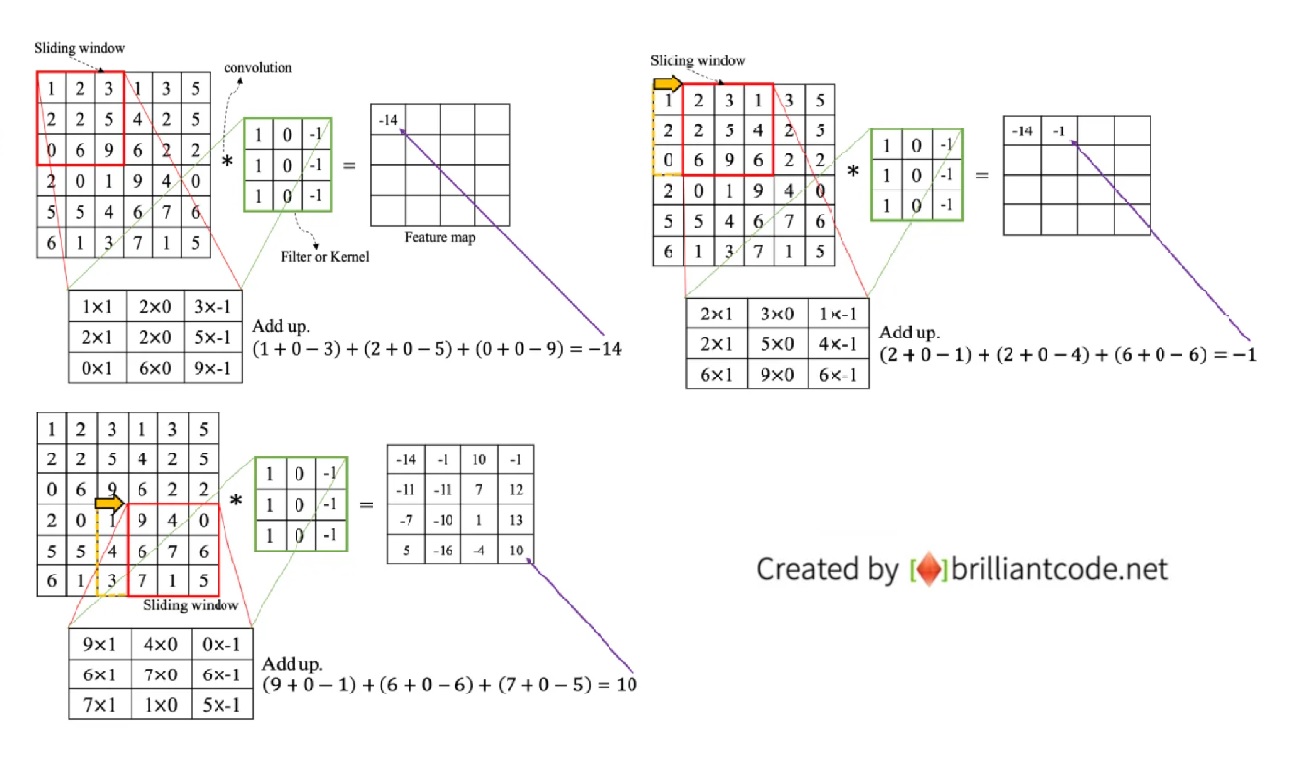 Sliding window
convolution
1 2 3 1 3 5
2 2 5 4 2 5
0 6 9 6 2 2
2 0 1 9 4 0
5 5 4 6 7 6
6 1 3 7 1 5
*
1 0 -1
1 0 -1
1 0 -1
=
-14
Feature map
Filter or Kernel
1×1 2×0 3×-1
2×1 2×0 5×-1
0×1 6×0 9×-1
Add up.
(1 + 0 − 3) + (2 + 0 − 5) + (0 + 0 − 9) = −14
Slicing window
1 2 3 1 3 5
2 2 5 4 2 5
0 6 9 6 2 2
2 0 1 9 4 0
5 5 4 6 7 6
6 1 3 7 1 5
*
1 0 -1
1 0 -1
1 0 -1
=
-14 -1
2×1 3×0 1×-1
2×1 5×0 4×-1
6×1 9×0 6×-1
Add up.
(2 + 0 − 1) + (2 + 0 − 4) + (6 + 0 − 6) = −1
1 2 3 1 3 5
2 2 5 4 2 5
0 6 9 6 2 2
2 0 1 9 4 0
5 5 4 6 7 6
6 1 3 7 1 5
Sliding window
*
1 0 -1
1 0 -1
1 0 -1
=
-14 -1 10 -1
-11 -11 7 12
-7 -10 1 13
5 -16 -4 10
9×1 4×0 0×-1
6×1 7×0 6×-1
7×1 1×0 5×-1
Add up.
(9 + 0 − 1) + (6 + 0 − 6) + (7 + 0 − 5) = 10
Created by [ ]brilliantcode.net